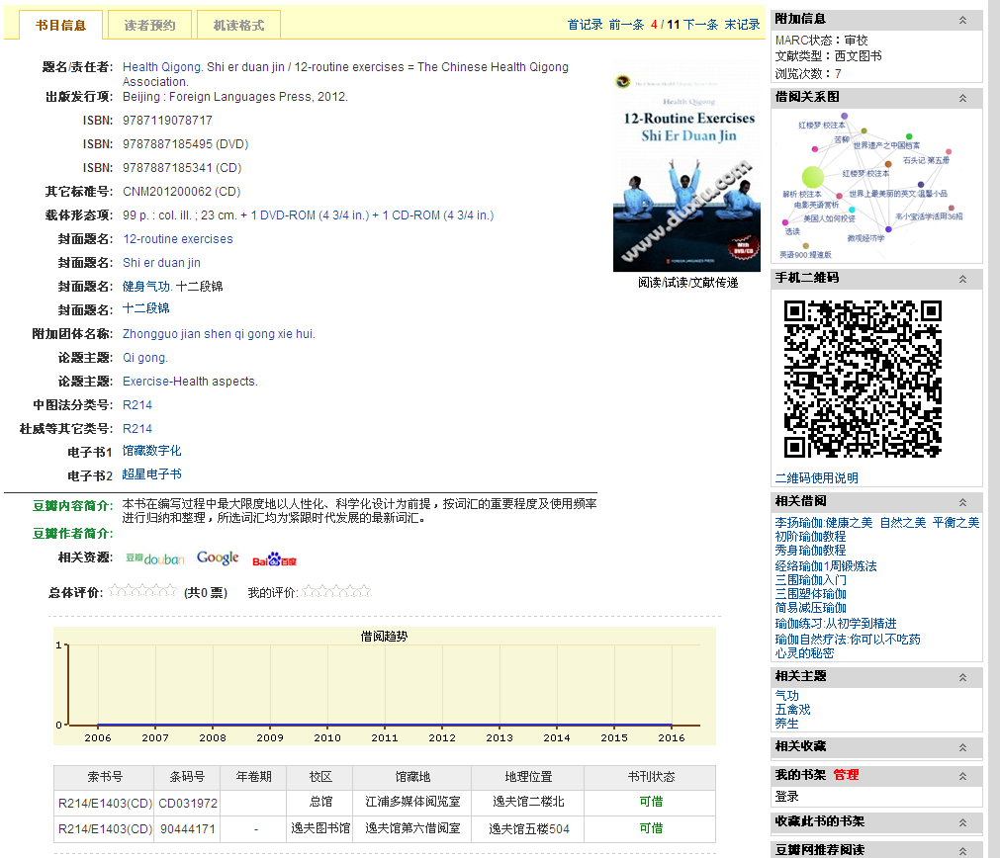 书目信息 读者预约 机读格式 首记录 前一条 4 / 11 下一条 末记录
题名/责任者: Health Qigong. Shi er duan jin / 12-routine exercises = The Chinese Health Qigong
Association.
出版发行项: Beijing : Foreign Languages Press, 2012.
ISBN: 9787119078717
ISBN: 9787887185495 (DVD)
ISBN: 9787887185341 (CD)
其它标准号: CNM201200062 (CD)
载体形态项: 99 p. : col. ill. ; 23 cm. + 1 DVD-ROM (4 3/4 in.) + 1 CD-ROM (4 3/4 in.)
封面题名: 12-routine exercises
封面题名: Shi er duan jin
封面题名: 健身气功. 十二段锦
封面题名: 十二段锦
附加团体名称: Zhongguo jian shen qi gong xie hui.
论题主题: Qi gong.
论题主题: Exercise-Health aspects.
中图法分类号: R214
杜威等其它类号: R214
电子书1 馆藏数字化
电子书2 超星电子书
Health Qigong
12-Routine Exercises
Shi Er Duan Jin
www.duxiu.com
With
DVD/CD
FOREIGN LANGUAGES PRESS
阅读/试读/文献传递
豆瓣内容简介: 本书在编写过程中最大限度地以人性化、科学化设计为前提，按词汇的重要程度及使用频率
进行归纳和整理，所选词汇均为紧跟时代发展的最新词汇。
豆瓣作者简介:
相关资源: 豆瓣douban Google Bai百度
总体评价: (共0 票) 我的评价:
借阅趋势
1
0
2006 2007 2008 2009 2010 2011 2012 2013 2014 2015 2016
索书号 条码号 年卷期 校区 馆藏地 地理位置 书刊状态
R214/E1403(CD) CD031972 总馆 江浦多媒体阅览室 逸夫馆二楼北 可借
R214/E1403(CD) 90444171 - 逸夫图书馆 逸夫馆第六借阅室 逸夫馆五楼504 可借
附加信息
MARC状态：审校
文献类型：西文图书
浏览次数：7
借阅关系图
红楼梦:校注本
苦柳
世界遗产之中国档案
石头记.第五册
红楼梦:校注本
解析:校注本
世界上最美丽的英文:温馨小品
电影英语赏析
美国人如何投资
韦小宝活学活用36招
选读
微观经济学
英语900:提速版
手机二维码
二维码使用说明
相关借阅
李扬瑜伽:健康之美 自然之美 平衡之美
初阶瑜伽教程
秀身瑜伽教程
经络瑜伽1周锻炼法
三围瑜伽入门
三围塑体瑜伽
简易减压瑜伽
瑜伽练习:从初学到精进
瑜伽自然疗法:你可以不吃药
心灵的秘密
相关主题
气功
五禽戏
养生
相关收藏
我的书架 管理
登录
收藏此书的书架
豆瓣网推荐阅读